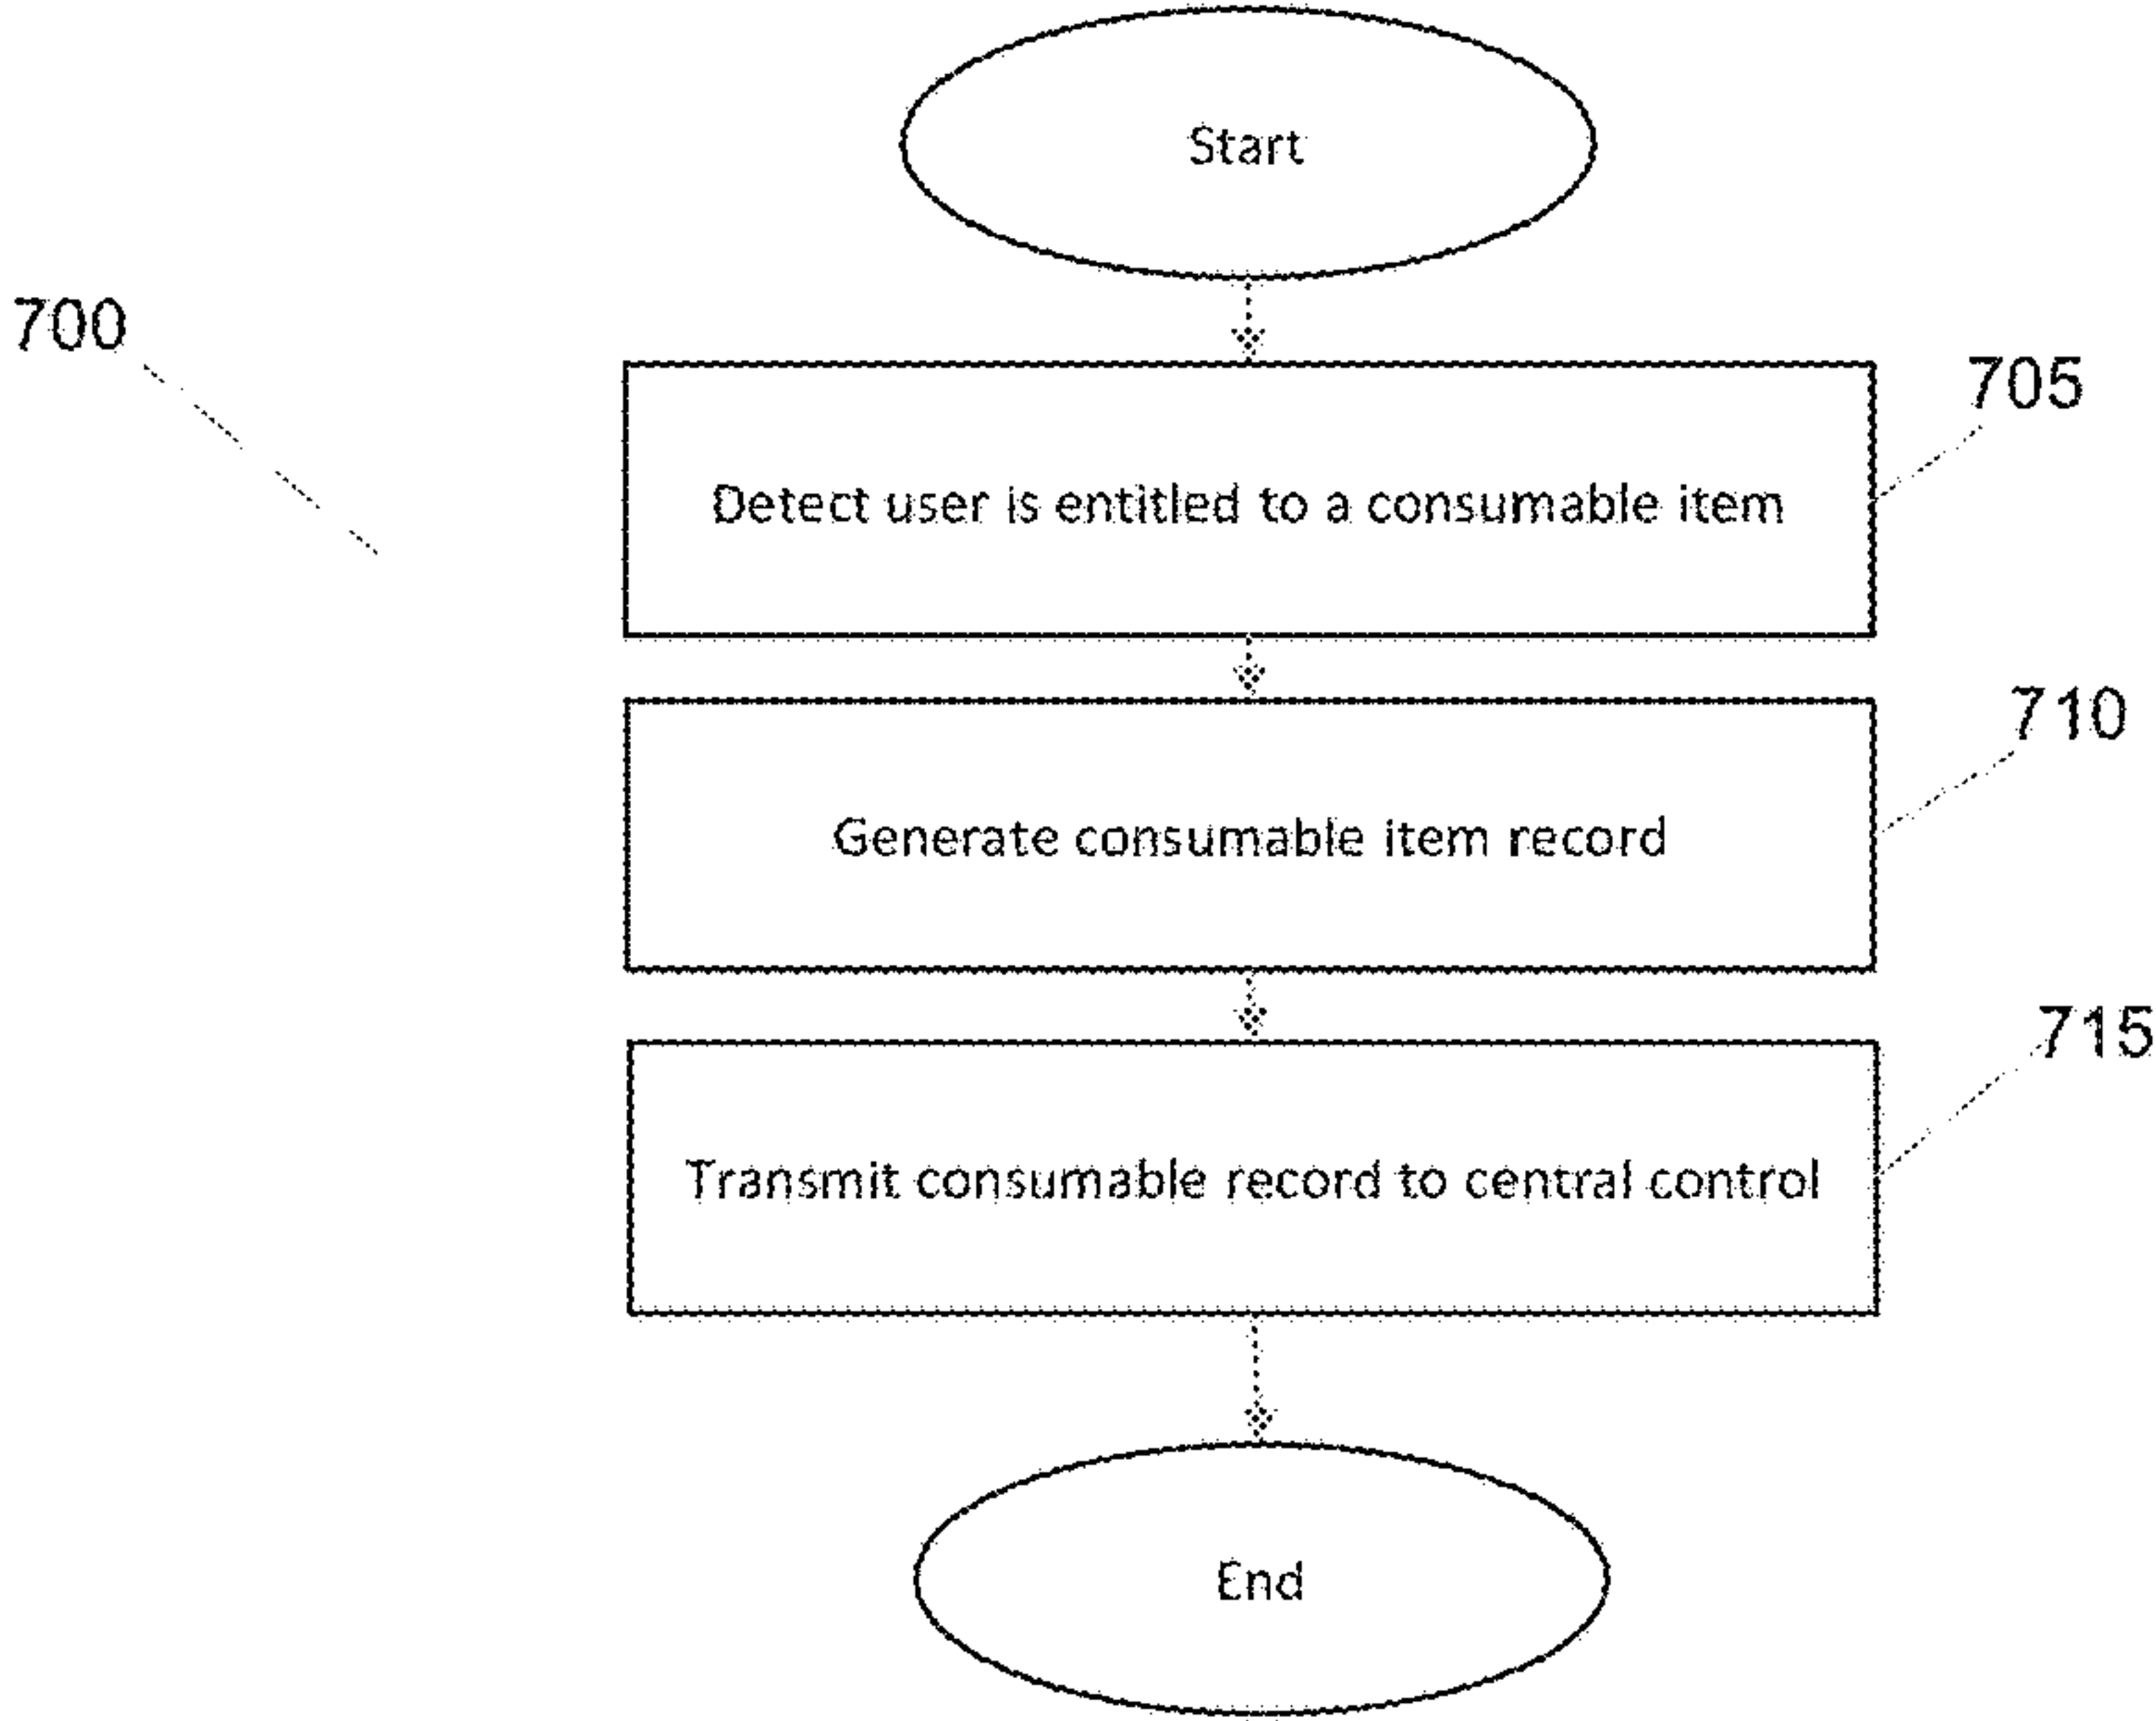 Start
700
705
Detect user is entitled to a consumable item
710
Generate consumable item record
715
Transmit consumable record to central control
End